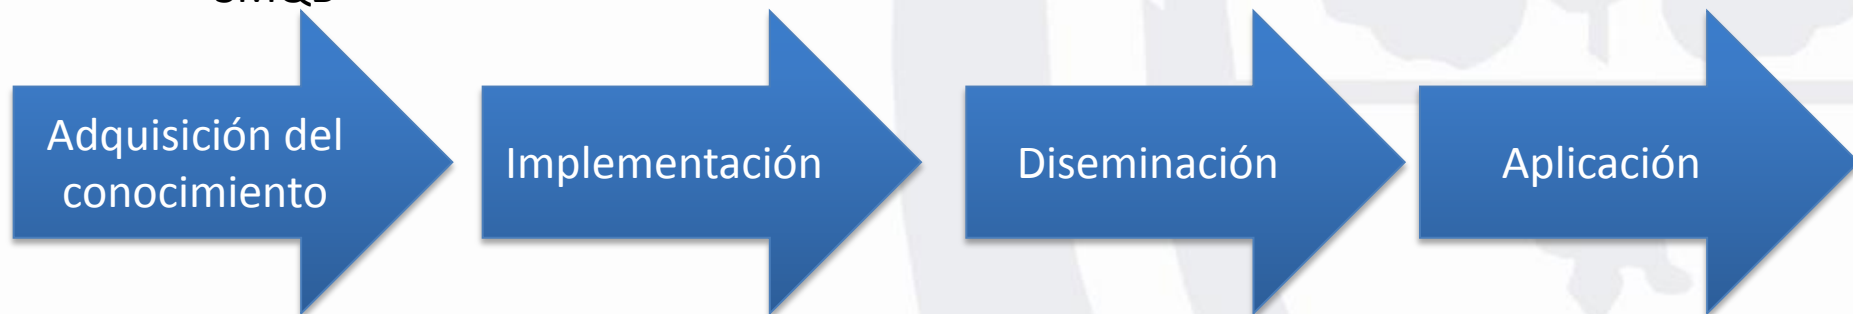 Adquisición del
conocimiento
Implementación
Diseminación
Aplicación